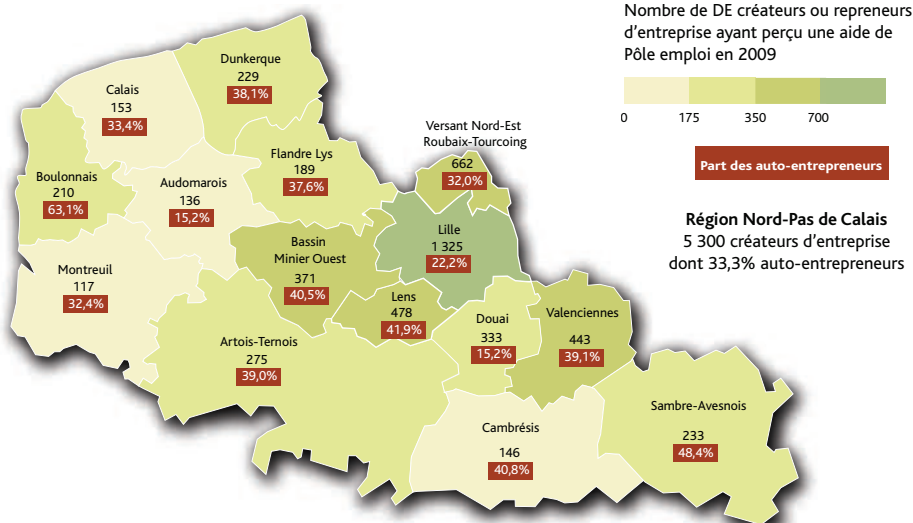 Nombre de DE créateurs ou repreneurs
d'entreprise ayant perçu une aide de
Pôle emploi en 2009
0 175 350 700
Part des auto-entrepreneurs
Région Nord-Pas de Calais
5 300 créateurs d'entreprise
dont 33,3% auto-entrepreneurs
Dunkerque
229
38,1%
Calais
153
33,4%
Versant Nord-Est
Roubaix-Tourcoing
662
32,0%
Flandre Lys
189
37,6%
Boulonnais
210
63,1%
Audomarois
136
15,2%
Lille
1 325
22,2%
Bassin
Minier Ouest
371
40,5%
Montreuil
117
32,4%
Lens
478
41,9%
Douai
333
15,2%
Valenciennes
443
39,1%
Artois-Ternois
275
39,0%
Sambre-Avesnois
233
48,4%
Cambrésis
146
40,8%